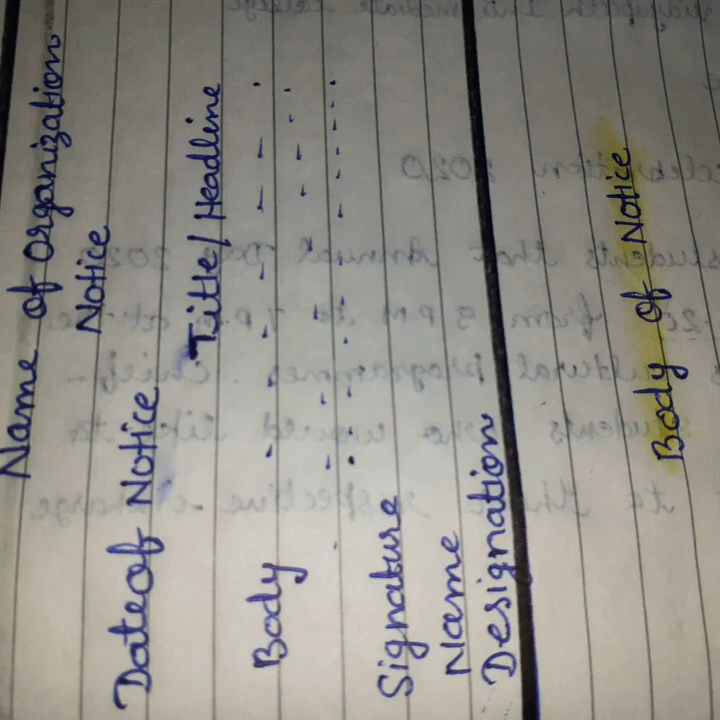 Name of Organization
Notice
Date of Notice
Title/Headline
Body
Signature
Name
Designation
Body of Notice